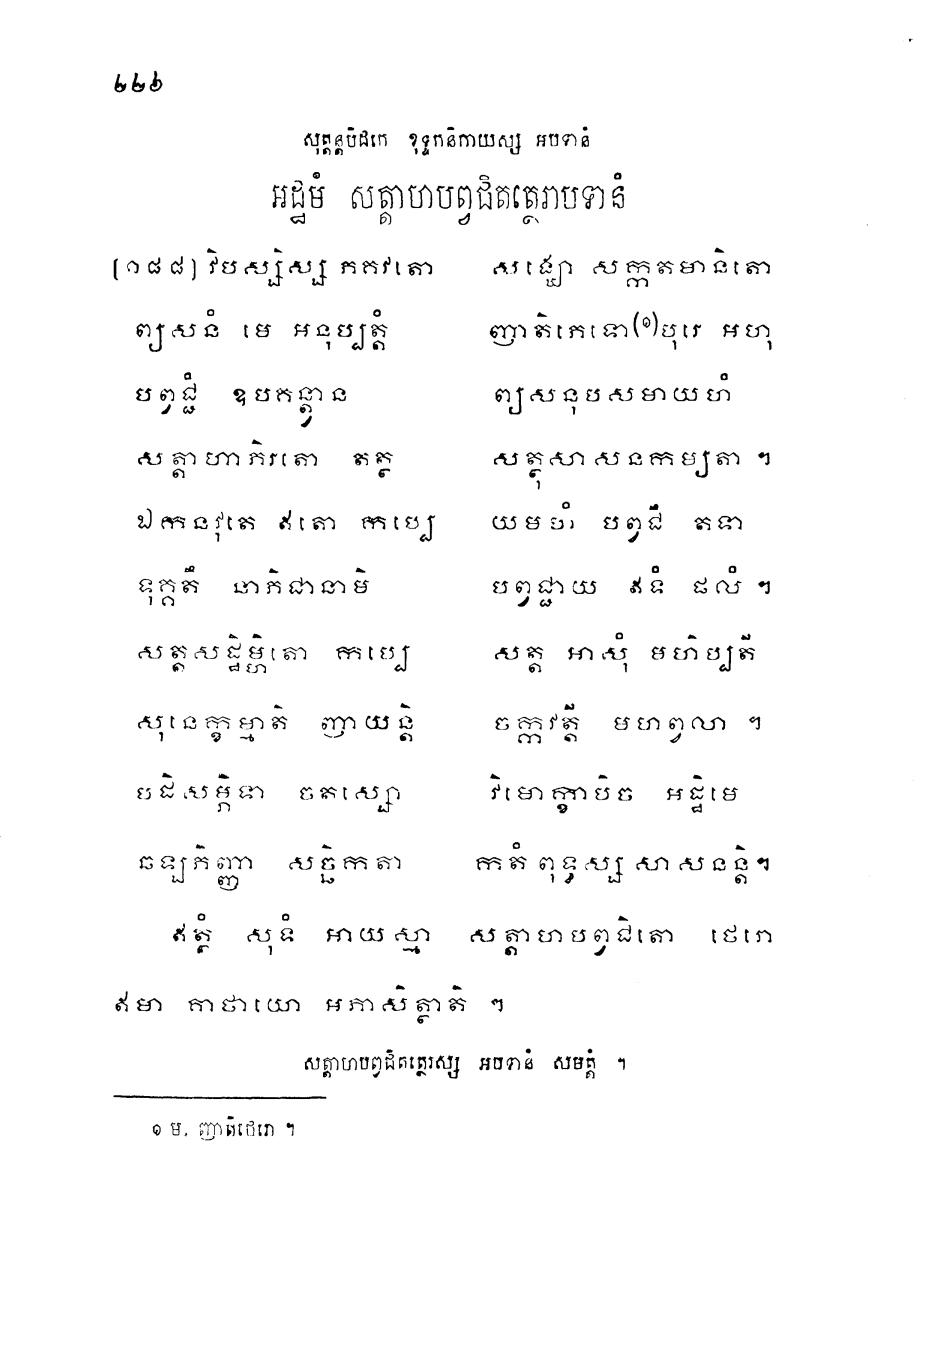 ២២៦
សុត្តន្តបិដកេ ខុទ្ទកនិកាយស្ស អបទានំ
អដ្ឋមំ សត្តាហបព្វជិតត្ថេរាបទានំ
(១៨៨) វិបស្សិស្ស ភគវតោ សង្ឃោ សក្កតមានិតោ
ព្យសនំ មេ អនុប្បត្តំ ញាតិភេទោ(១)បុរេ អហុ
បព្វជ្ជំ ឧបគន្ត្វាន ព្យសនុបសមាយហំ
សត្តាហាភិរតោ តត្ថ សត្ថុសាសនកម្យតា ។
ឯកនវុតេ ឥតោ កប្បេ យមហំ បព្វជឹ តទា
ទុគ្គតឹ នាភិជានាមិ បព្វជ្ជាយ ឥទំ ផលំ ។
សត្តសដ្ឋិម្ហិតោ កប្បេ សត្ត អាសុំ មហិប្បតី
សុនេក្ខម្មាតិ ញាយន្តិ ចក្កវត្តី មហព្វលា ។
បដិសម្ភិទា ចតស្សោ វិមោក្ខាបិច អដ្ឋិមេ
ឆឡភិញ្ញា សច្ឆិកតា កតំ ពុទ្ធស្ស សាសនន្តិ។
ឥត្ថំ សុទំ អាយស្មា សត្តាហបព្វជិតោ ថេរោ
ឥមា គាថាយោ អភាសិត្ថាតិ ។
សត្តាហបព្វជិតត្ថេរស្ស អបទានំ សមត្តំ ។
១ ម. ញាតិថេរោ ។